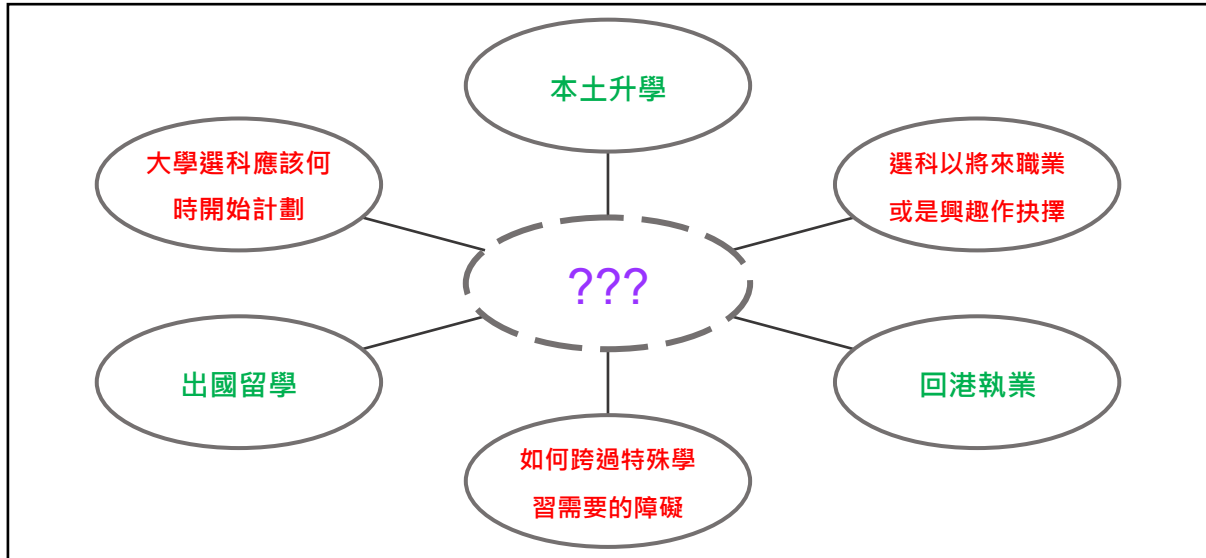 本土升學
大學選科應該何
時開始計劃
選科以將來職業
或是興趣作抉擇
???
出國留學
回港執業
如何跨過特殊學
習需要的障礙